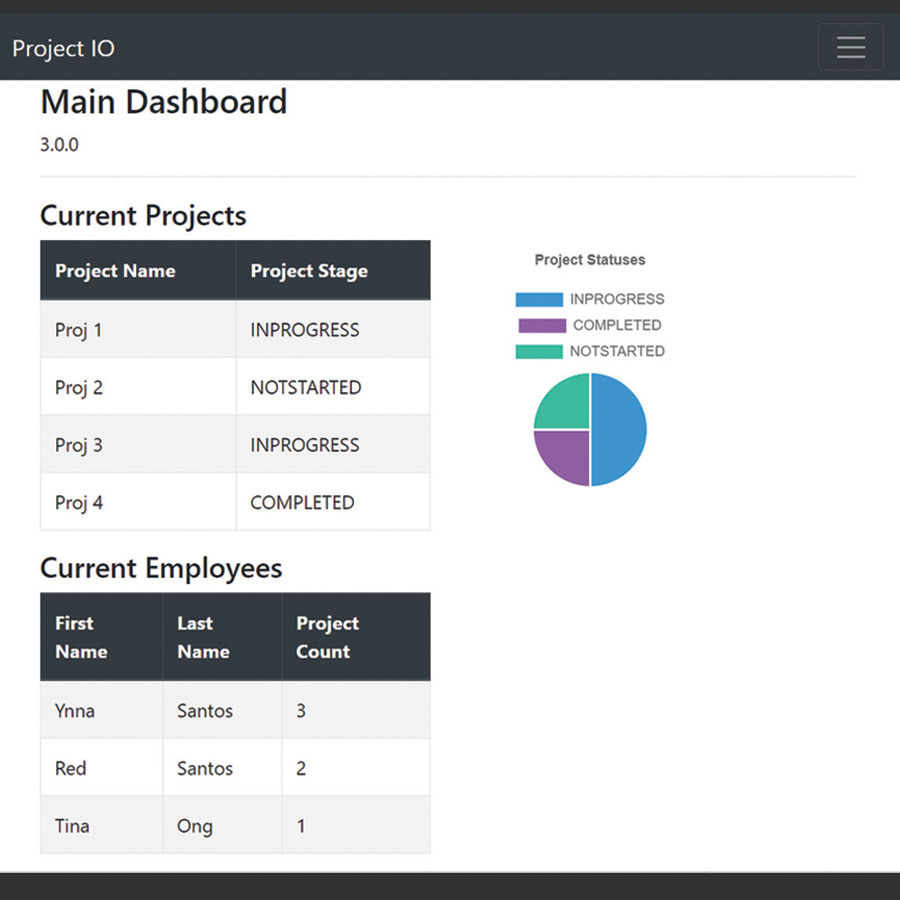 Project IO
Main Dashboard
3.0.0
Current Projects
Project Name Project Stage
Proj 1 INPROGRESS
Proj 2 NOTSTARTED
Proj 3 INPROGRESS
Proj 4 COMPLETED
Project Statuses
INPROGRESS
COMPLETED
NOTSTARTED
Current Employees
First Name Last Name Project Count
Ynna Santos 3
Red Santos 2
Tina Ong 1